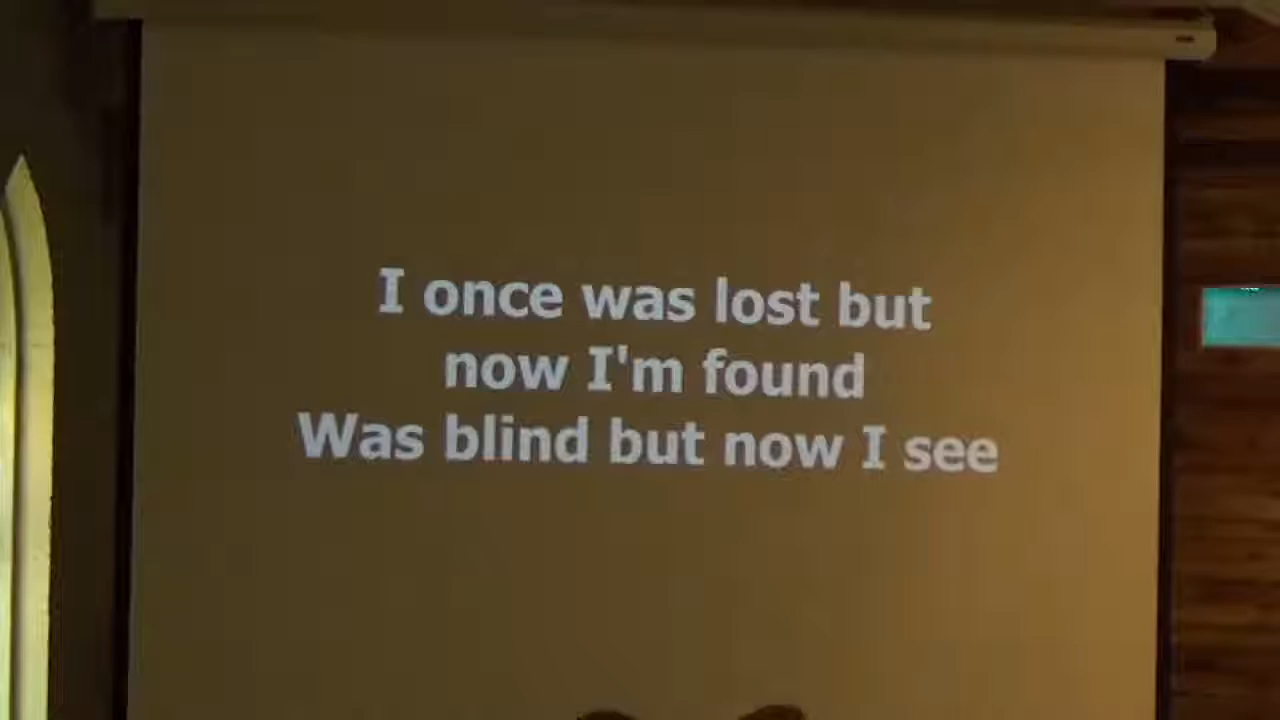 I once was lost but
now I'm found
Was blind but now I see